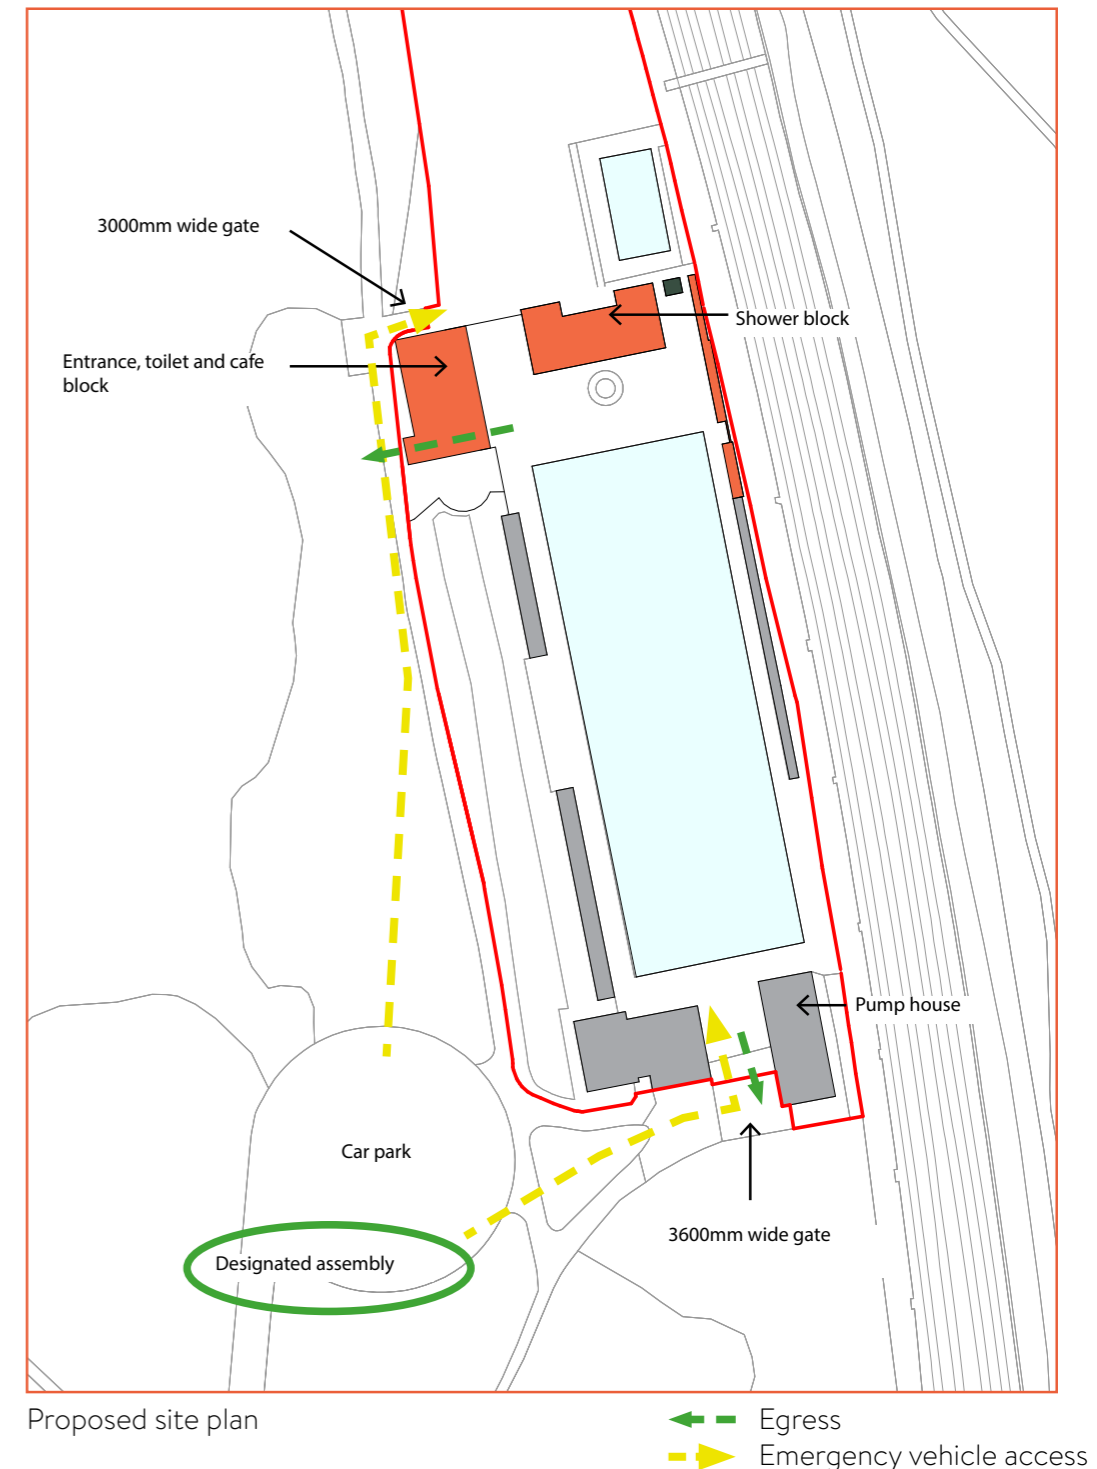 3000mm wide gate
Shower block
Entrance, toilet and cafe
block
Pump house
Car park
3600mm wide gate
Designated assembly
Proposed site plan
Egress
Emergency vehicle access